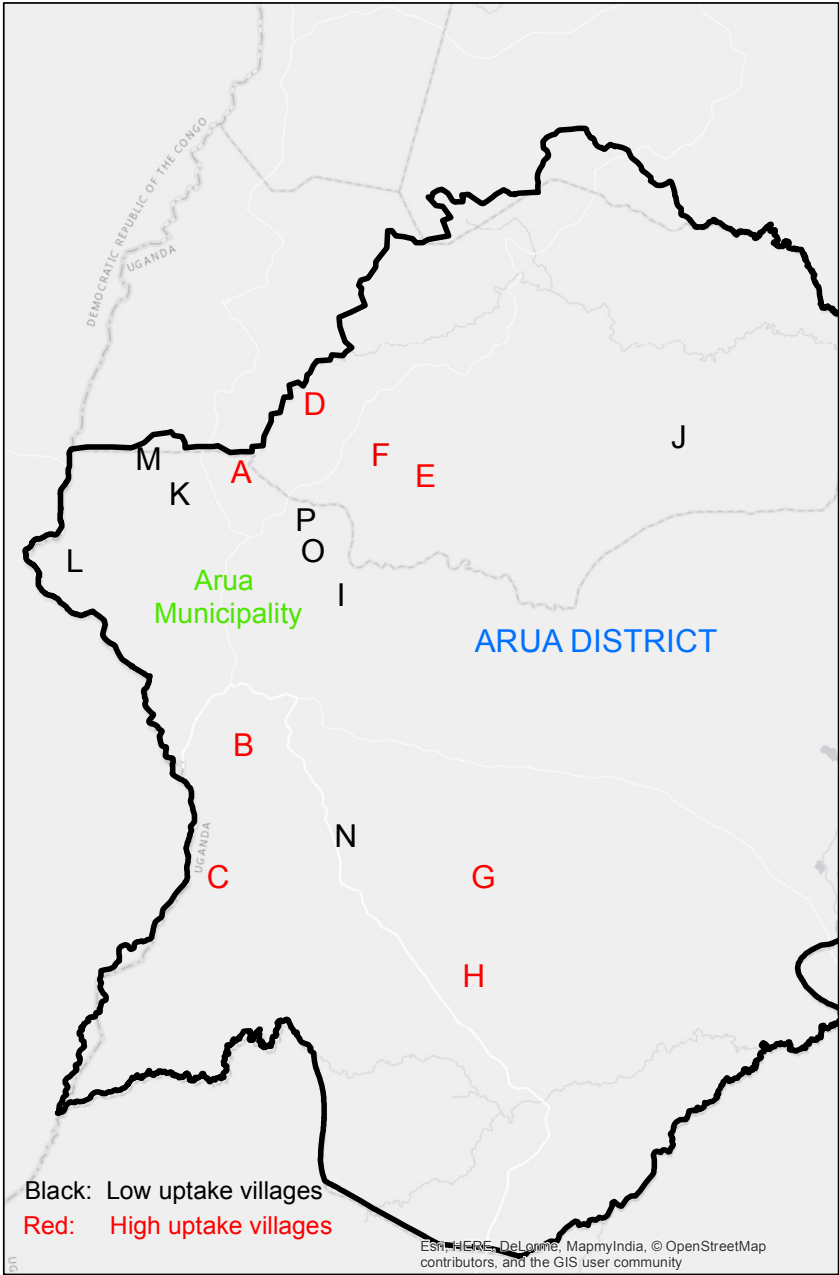 DEMOCRATIC REPUBLIC OF THE CONGO
UGANDA
D
J
M
F
A
E
K
P
O
L
Arua
Municipality
I
ARUA DISTRICT
B
N
UGANDA
C
G
H
Black: Low uptake villages
Red: High uptake villages
Esri, HERE, DeLorme, MapmyIndia, © OpenStreetMap
contributors, and the GIS user community
UG